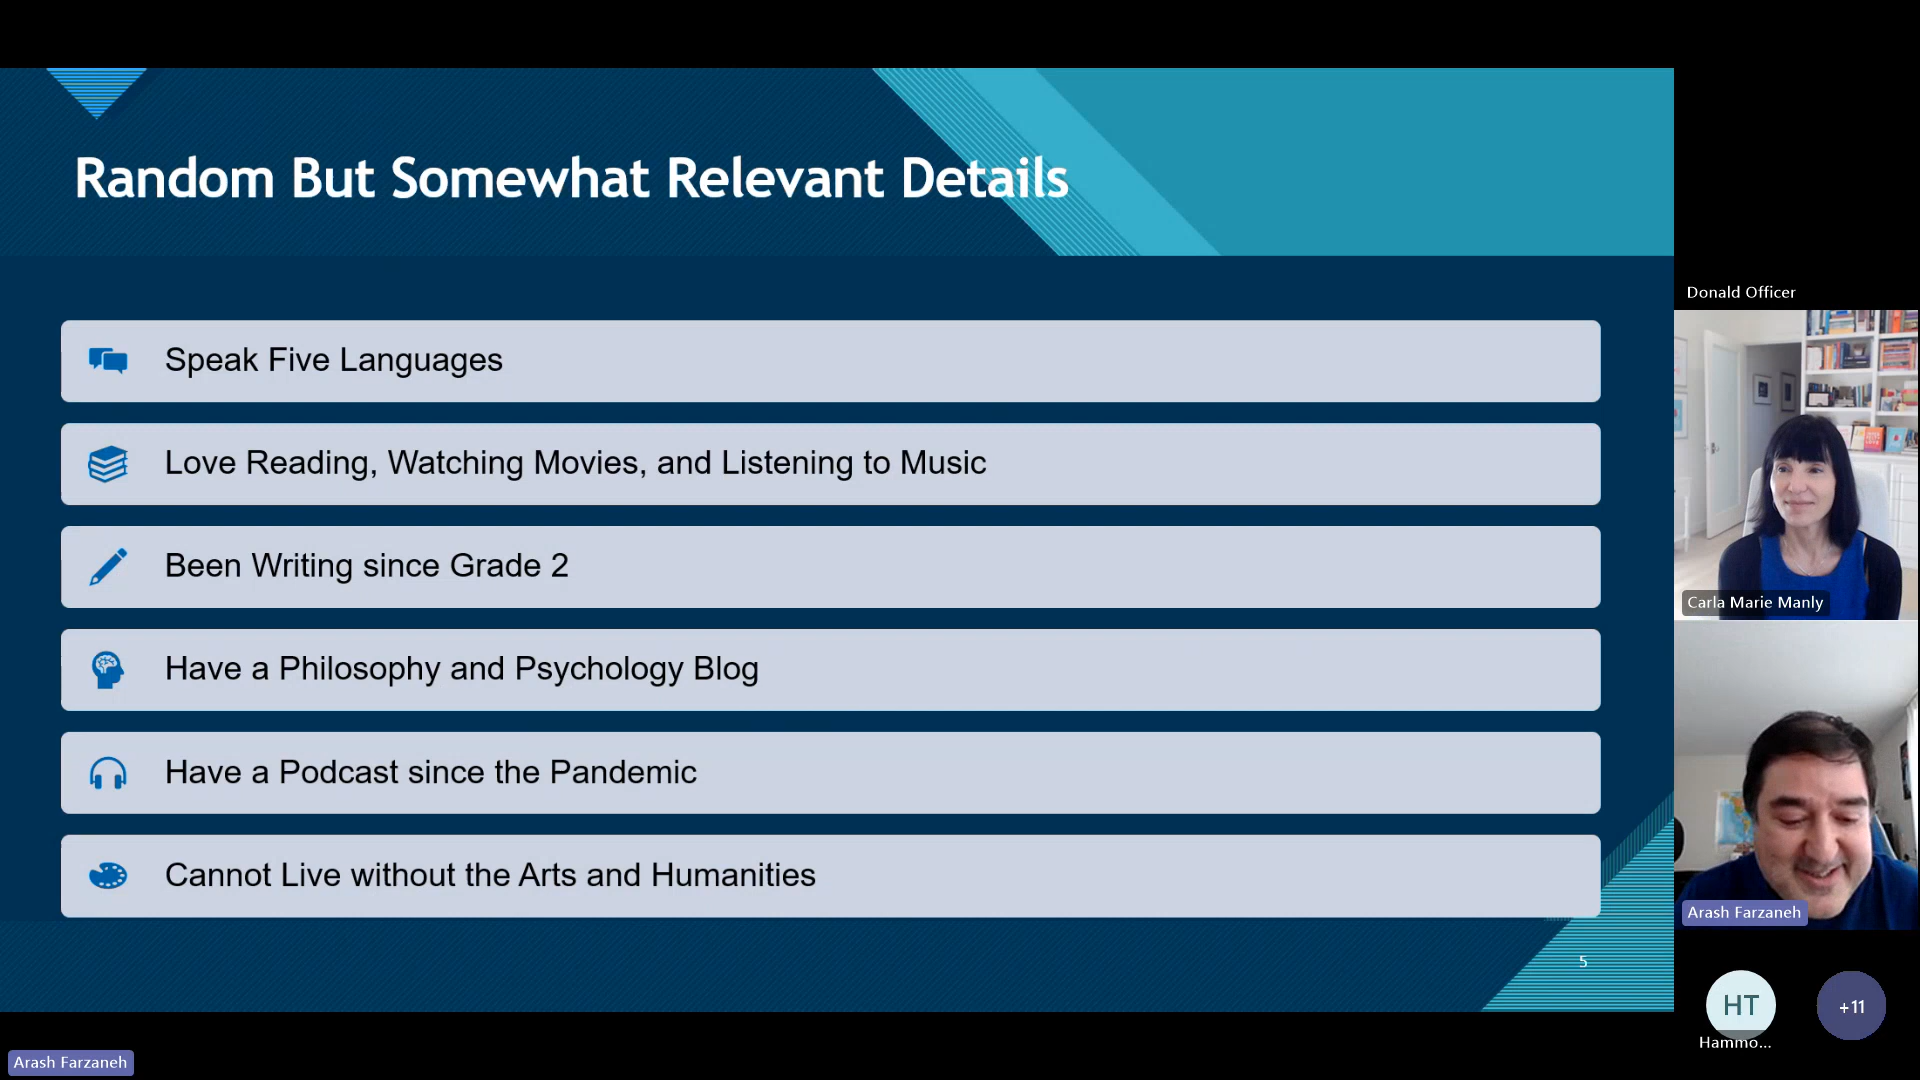 Random But Somewhat Relevant Details
Speak Five Languages
Love Reading, Watching Movies, and Listening to Music
Been Writing since Grade 2
Have a Philosophy and Psychology Blog
Have a Podcast since the Pandemic
Cannot Live without the Arts and Humanities
5
Donald Officer
Carla Marie Manly
Arash Farzaneh
HT
+11
Hammo...
Arash Farzaneh